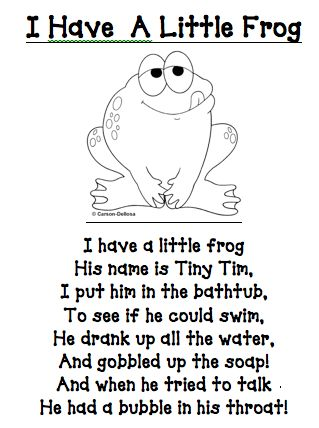 I Have A Little Frog
© Carson-Dellosa
I have a little frog
His name is Tiny Tim,
I put him in the bathtub,
To see if he could swim,
He drank up all the water,
And gobbled up the soap!
And when he tried to talk
He had a bubble in his throat!